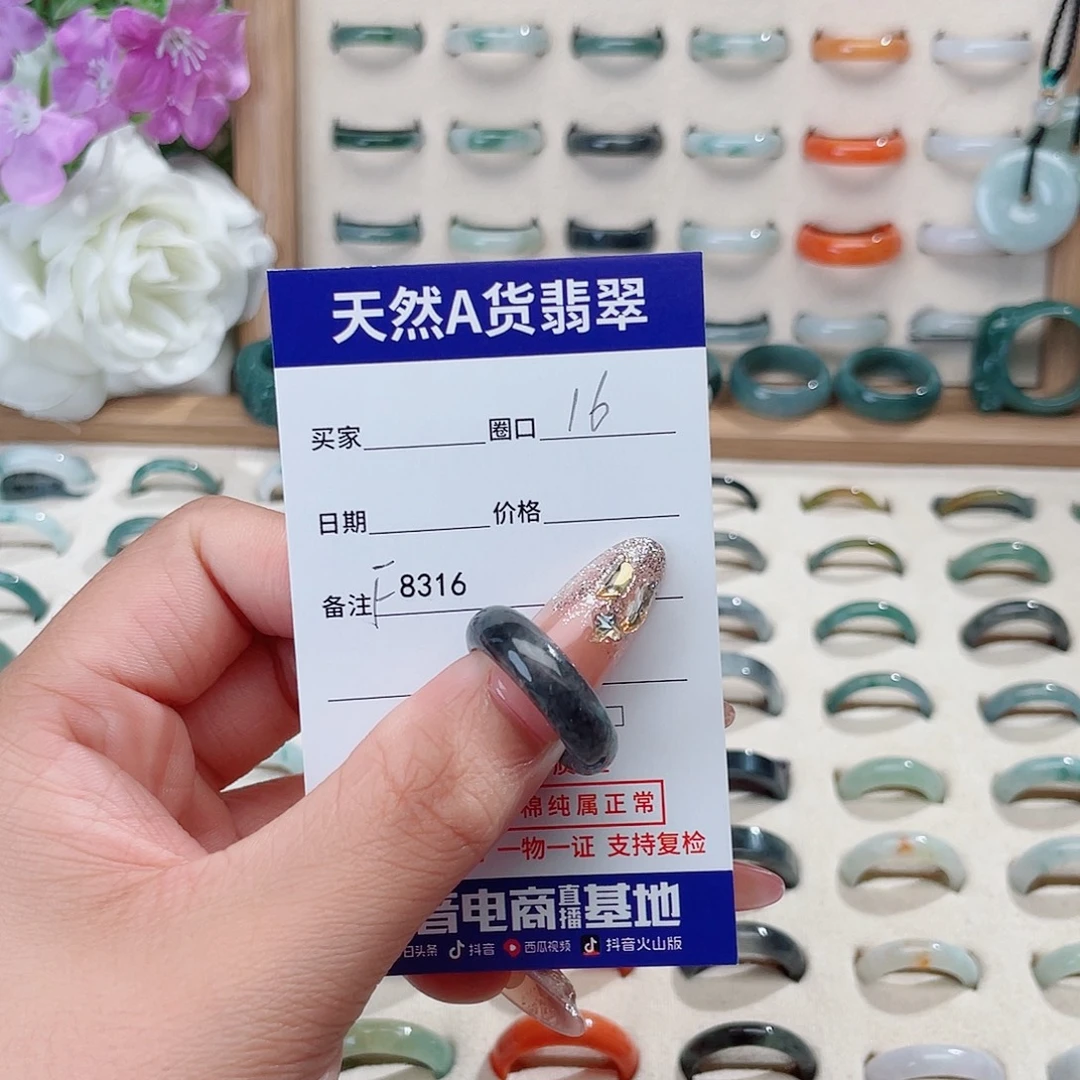 天然A货翡翠
买家 圈口 16
日期 价格
备注 F8316
棉纯属正常
一物一证 支持复检
音电商直播基地
日头条 抖音 西瓜视频 抖音火山版